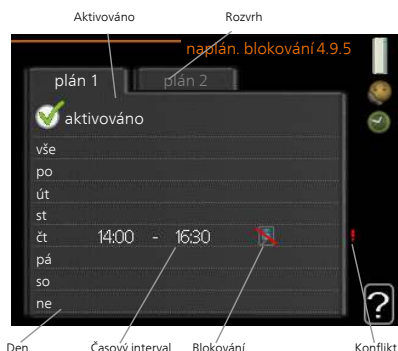 Aktivováno Rozvrh
naplán. blokování 4.9.5
plán 1 plán 2
aktivováno
vše
po
út
st
čt 14:00 - 16:30
pá
so
ne
?
Den Časový interval Blokování Konflikt